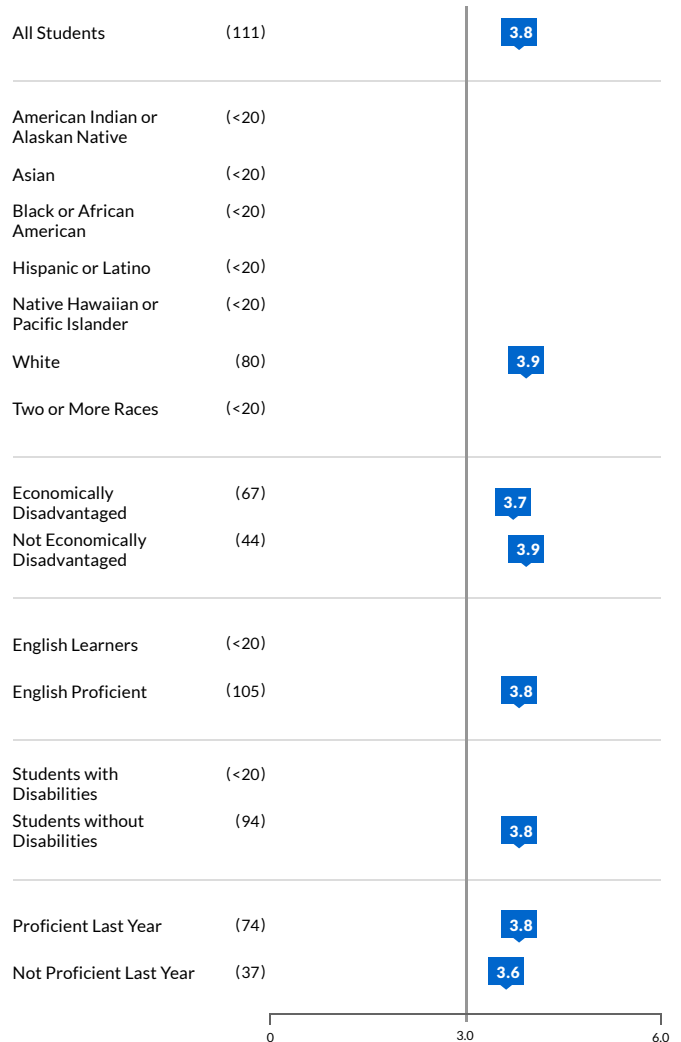 All Students (111) 3.8
American Indian or (<20)
Alaskan Native
Asian (<20)
Black or African (<20)
American
Hispanic or Latino (<20)
Native Hawaiian or (<20)
Pacific Islander
White (80) 3.9
Two or More Races (<20)
Economically (67) 3.7
Disadvantaged
Not Economically (44) 3.9
Disadvantaged
English Learners (<20)
English Proficient (105) 3.8
Students with (<20)
Disabilities
Students without (94) 3.8
Disabilities
Proficient Last Year (74) 3.8
Not Proficient Last Year (37) 3.6
0 3.0 6.0